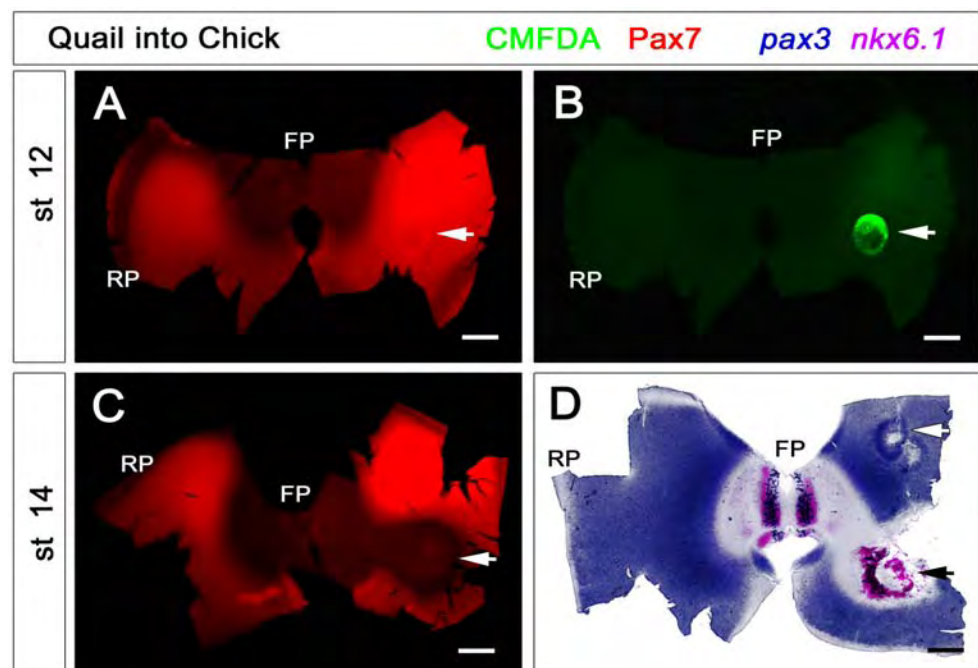 Quail into Chick CMFDA Pax7 pax3 nkx6.1
st 12
A
FP
RP
B
FP
RP
st 14
C
RP
FP
D
FP
RP